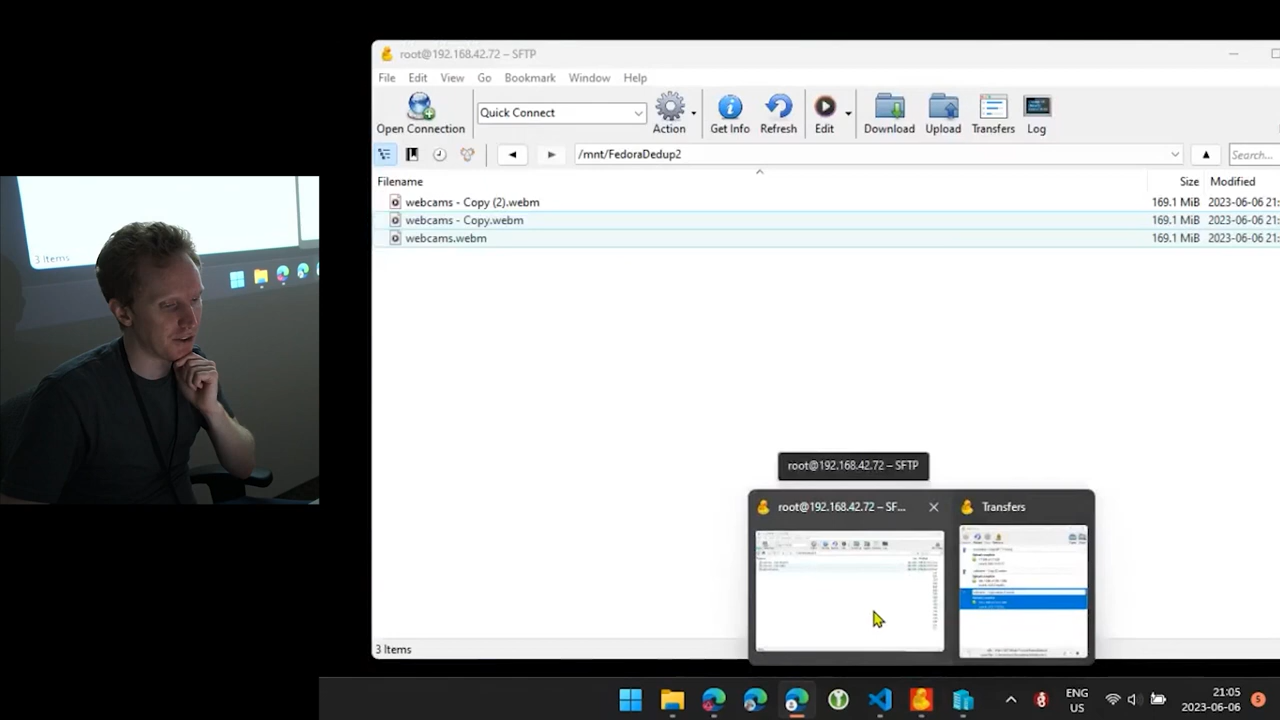 root@192.168.42.72 – SFTP
File Edit View Go Bookmark Window Help
Open Connection
Quick Connect
Action
Get Info
Refresh
Edit
Download
Upload
Transfers
Log
/mnt/FedoraDedup2
Search...
Filename Size Modified
webcams - Copy (2).webm 169.1 MiB 2023-06-06 21:
webcams - Copy.webm 169.1 MiB 2023-06-06 21:
webcams.webm 169.1 MiB 2023-06-06 21:
3 Items
root@192.168.42.72 – SFTP
root@192.168.42.72 – SF...
Transfers
3 Items
ENG
US
21:05
2023-06-06
5